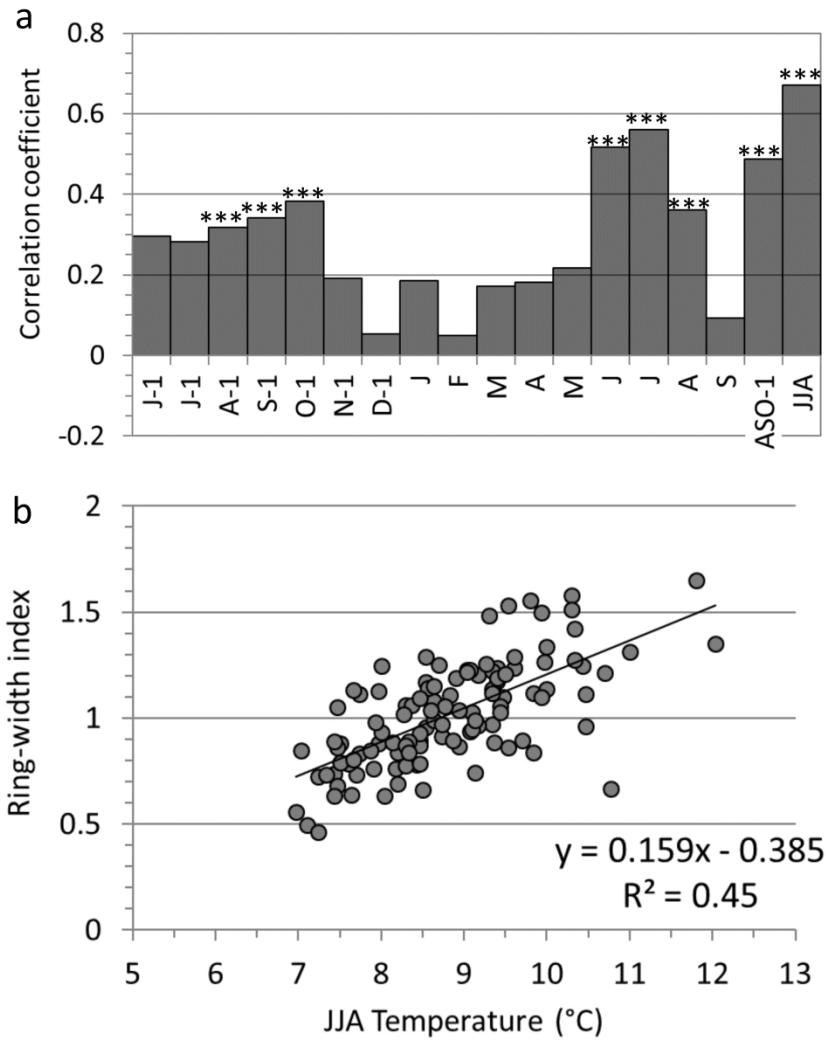 a
Correlation coefficient
0.8
0.6
0.4
0.2
0
-0.2
*** *** *** *** *** *** *** ***
J-1 J-1 A-1 S-1 O-1 N-1 D-1 J F M A M J J A S ASO-1 JJA
b
Ring-width index
2
1.5
1
0.5
0
y = 0.159x - 0.385
R² = 0.45
5 6 7 8 9 10 11 12 13
JJA Temperature (°C)